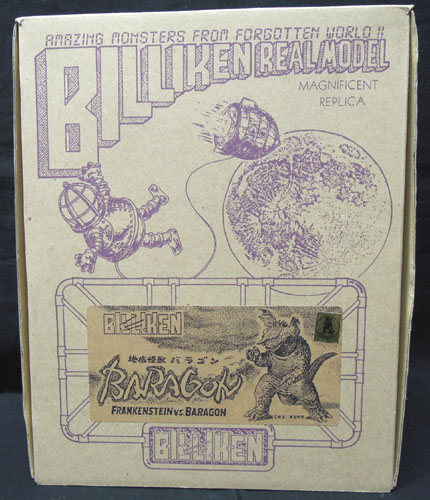 AMAZING MONSTERS FROM FORGOTTEN WORLD !!
BILLIKEN REAL MODEL
MAGNIFICENT
REPLICA
BILLIKEN
地底怪獣 バラゴン
BARAGON
FRANKENSTEIN VS. BARAGON
BILLIKEN